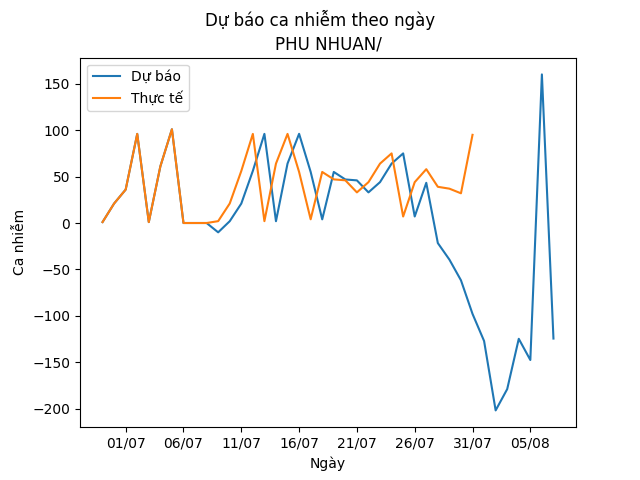 Dự báo ca nhiễm theo ngày
PHU NHUAN/
Dự báo
Thực tế
Ca nhiễm
150
100
50
0
−50
−100
−150
−200
01/07 06/07 11/07 16/07 21/07 26/07 31/07 05/08
Ngày